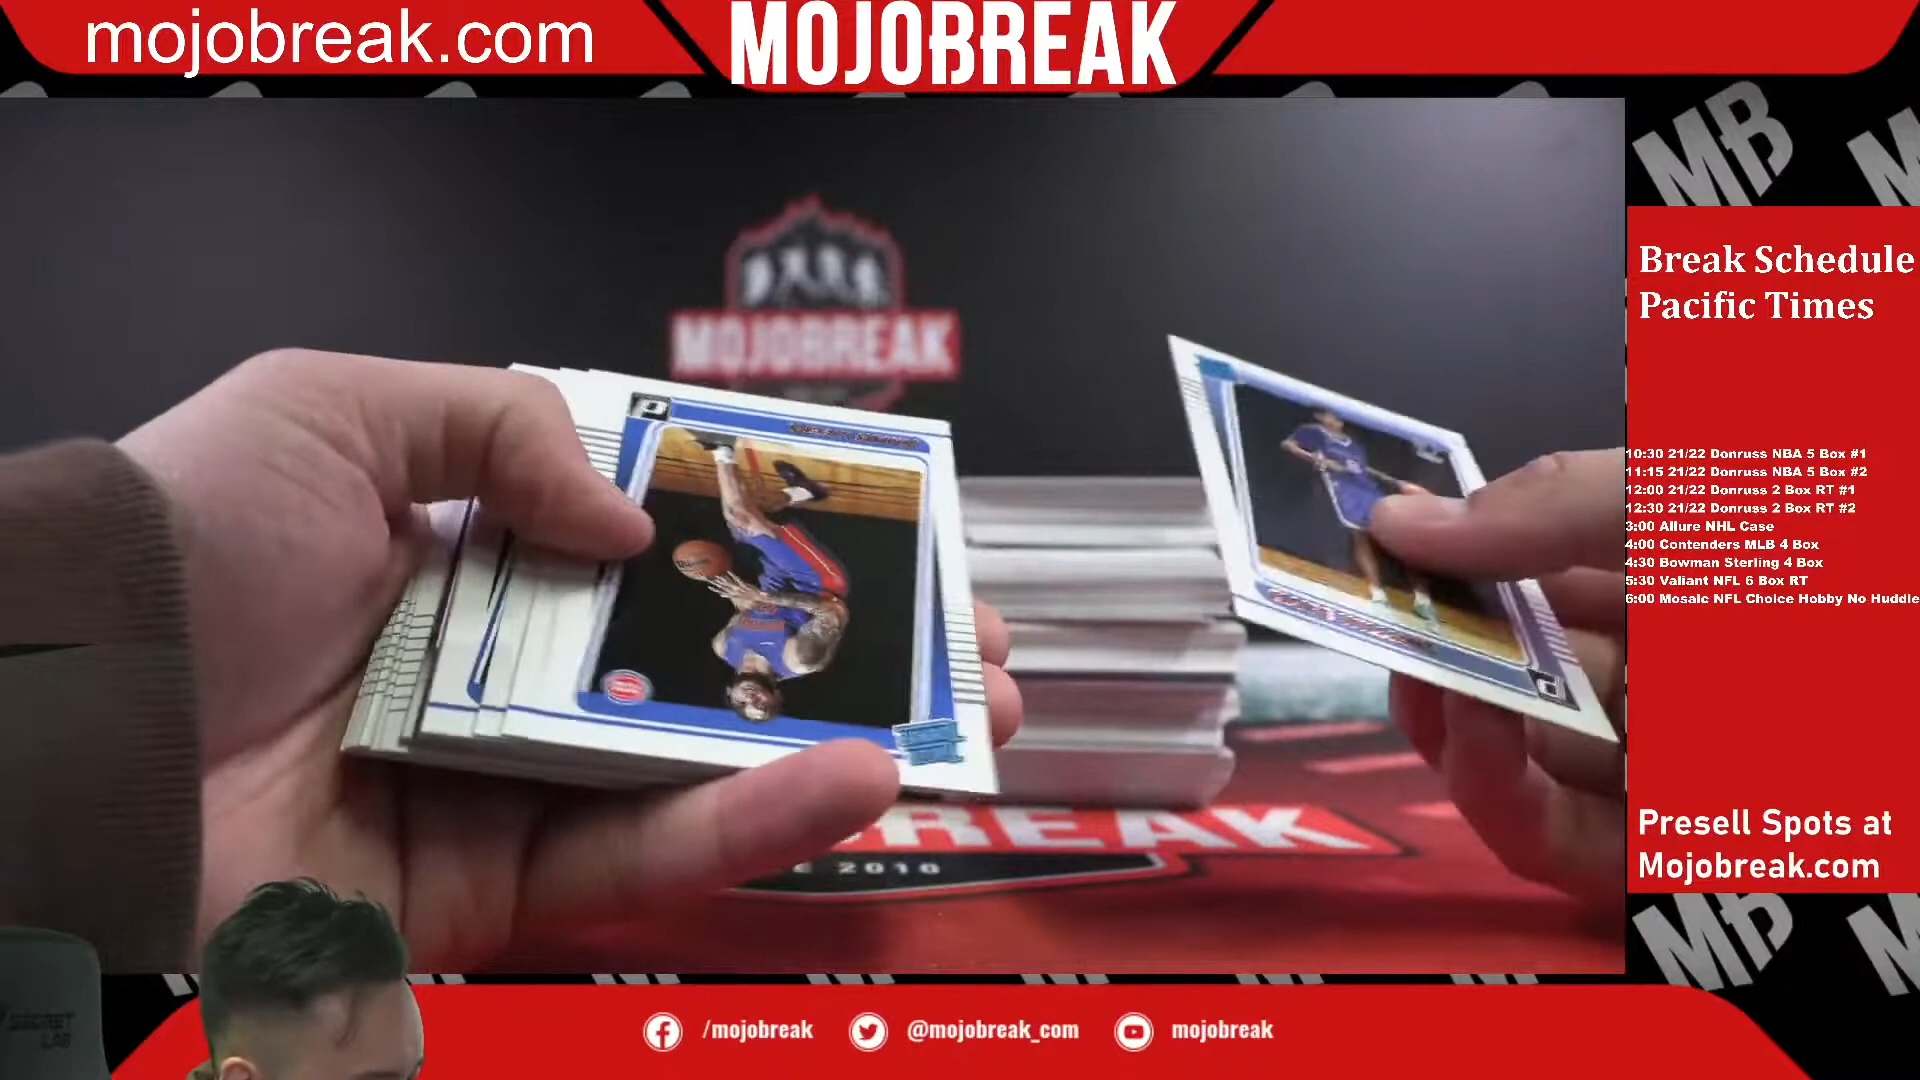 mojobreak.com
MOJOBREAK
MB
MOJOBREAK
Break Schedule
Pacific Times
10:30 21/22 Donruss NBA 5 Box #1
11:15 21/22 Donruss NBA 5 Box #2
12:00 21/22 Donruss 2 Box RT #1
12:30 21/22 Donruss 2 Box RT #2
3:00 Allure NHL Case
4:00 Contenders MLB 4 Box
4:30 Bowman Sterling 4 Box
5:30 Valiant NFL 6 Box RT
6:00 Mosaic NFL Choice Hobby No Huddle
Presell Spots at
Mojobreak.com
REAK
E 2010
MB
/mojobreak
@mojobreak_com
mojobreak